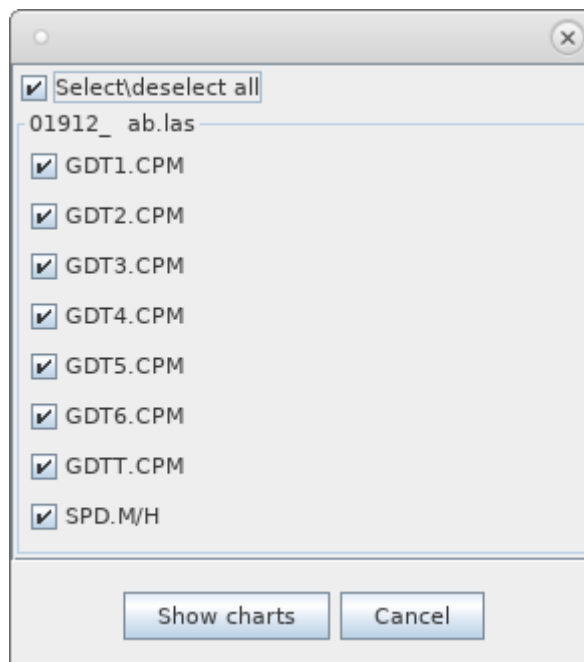 Select\deselect all
01912_  ab.las
GDT1.CPM
GDT2.CPM
GDT3.CPM
GDT4.CPM
GDT5.CPM
GDT6.CPM
GDTT.CPM
SPD.M/H
Show charts
Cancel